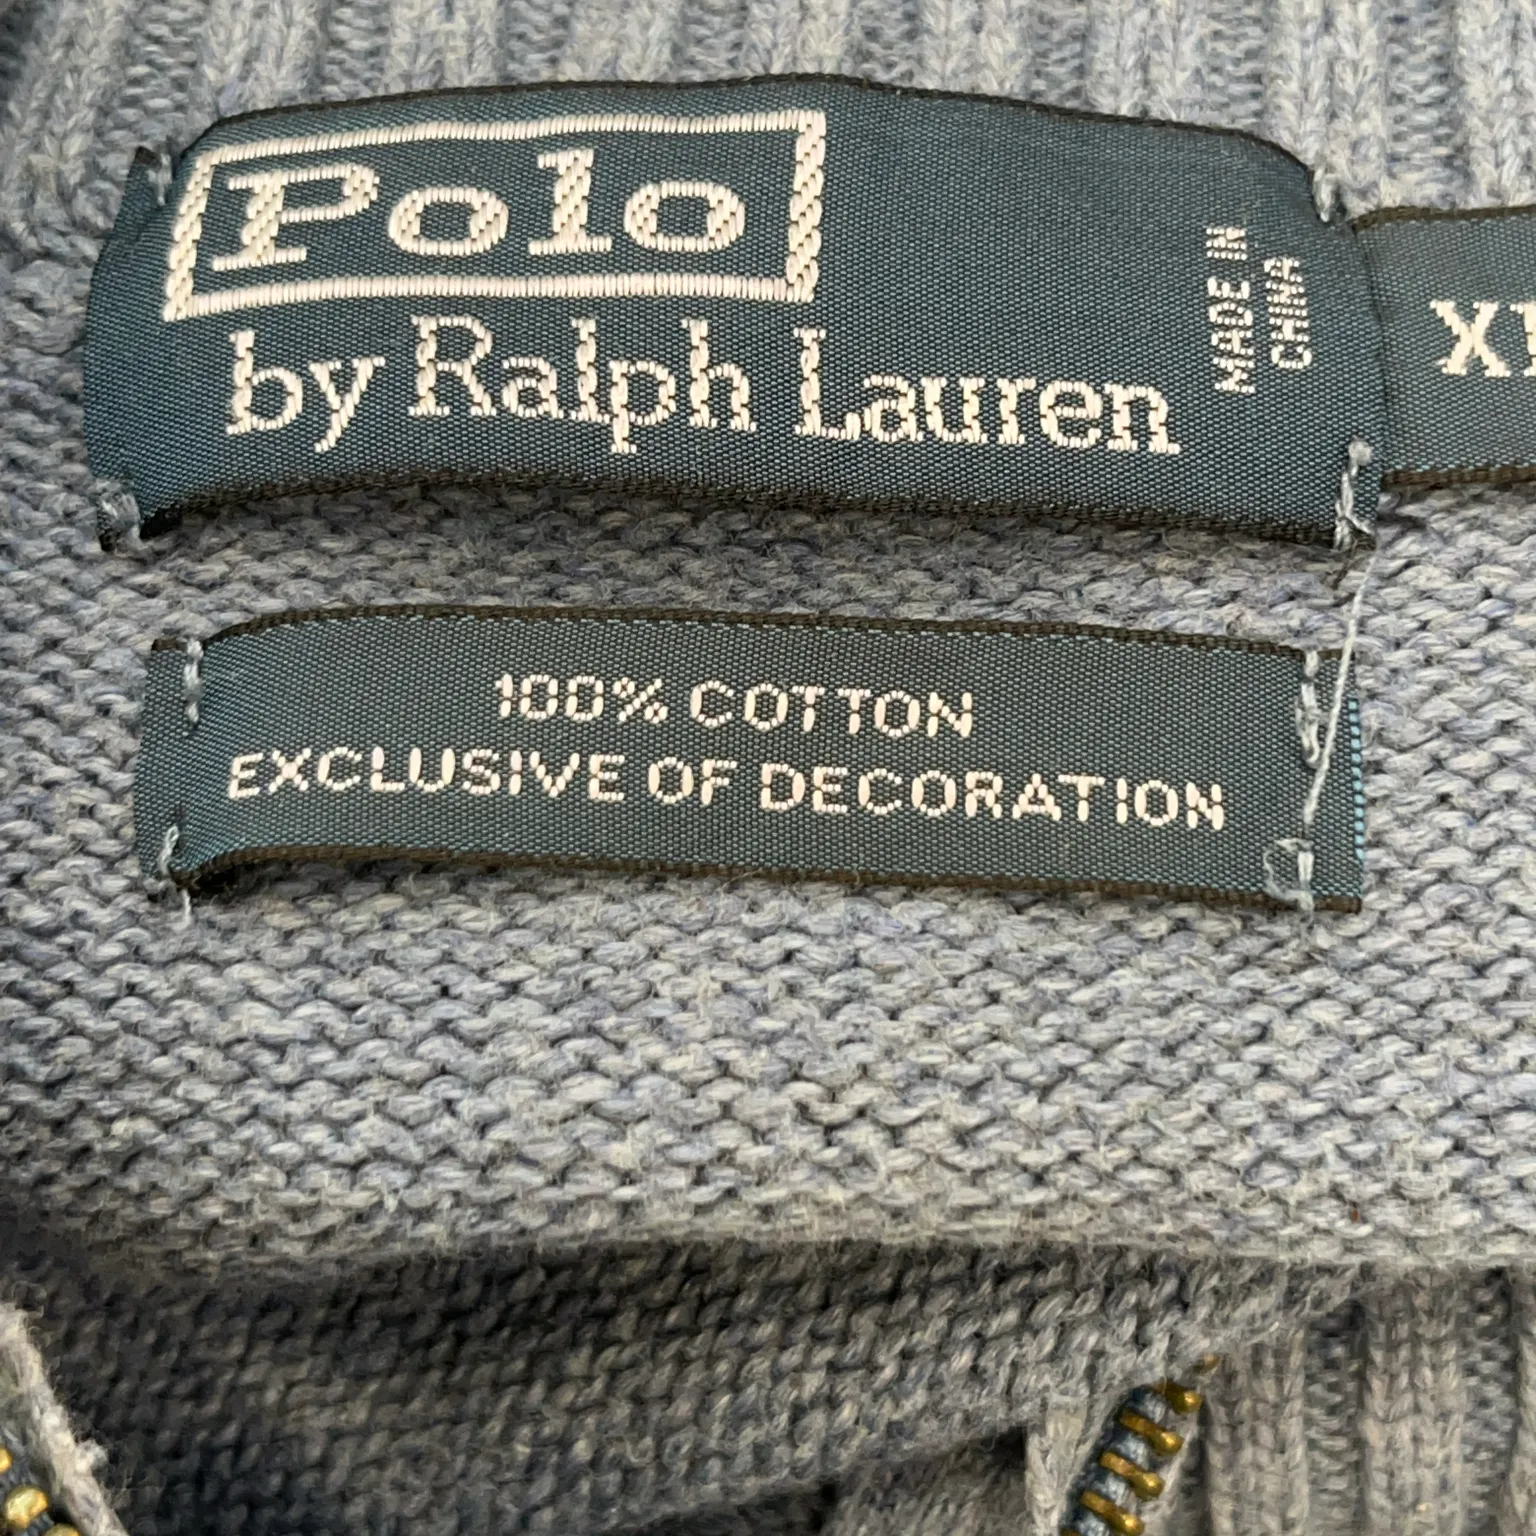 Polo
by Ralph Lauren
MADE IN
CHINA
100% COTTON
EXCLUSIVE OF DECORATION